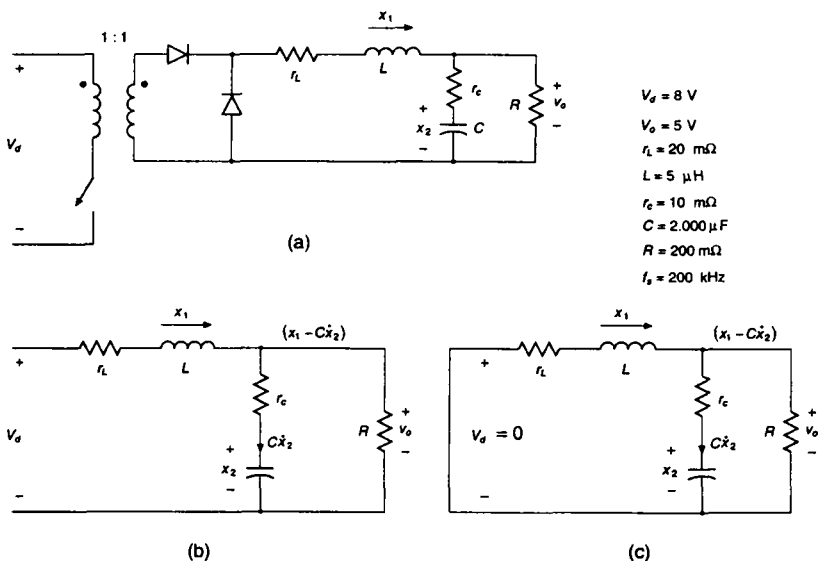 x₁
1 : 1
+
r_L
L
V_d
r_c
+
x₂
−
C
R
+
v_o
−
−
(a)
V_d = 8 V
V_o = 5 V
r_L = 20 mΩ
L = 5 μH
r_c = 10 mΩ
C = 2.000 μF
R = 200 mΩ
f_s = 200 kHz
x₁
(x₁ − Cẋ₂)
+
r_L
L
r_c
V_d
Cẋ₂
+
x₂
−
R
+
v_o
−
−
(b)
x₁
(x₁ − Cẋ₂)
+
r_L
L
r_c
V_d = 0
Cẋ₂
+
x₂
−
R
+
v_o
−
−
(c)